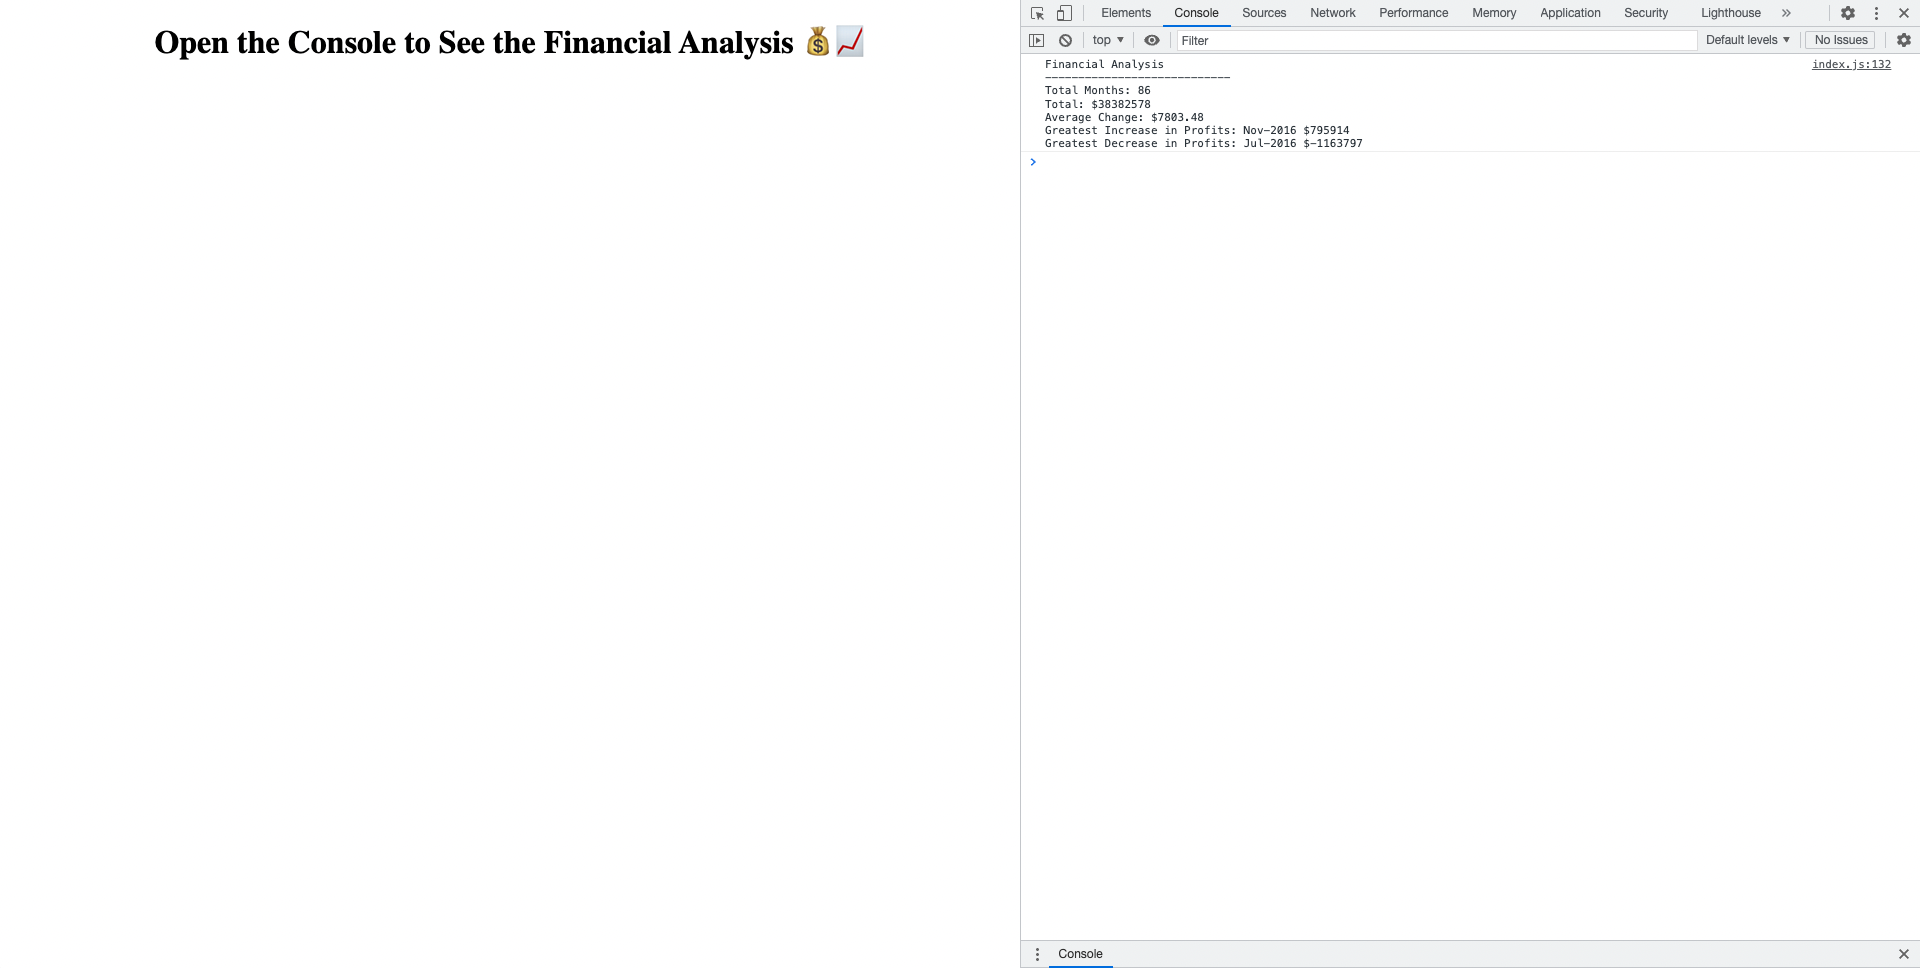 Open the Console to See the Financial Analysis 💰📈
Elements Console Sources Network Performance Memory Application Security Lighthouse »
top ▼ Filter Default levels ▼ No Issues
Financial Analysis index.js:132
----------------------------
Total Months: 86
Total: $38382578
Average Change: $7803.48
Greatest Increase in Profits: Nov-2016 $795914
Greatest Decrease in Profits: Jul-2016 $-1163797
>
Console